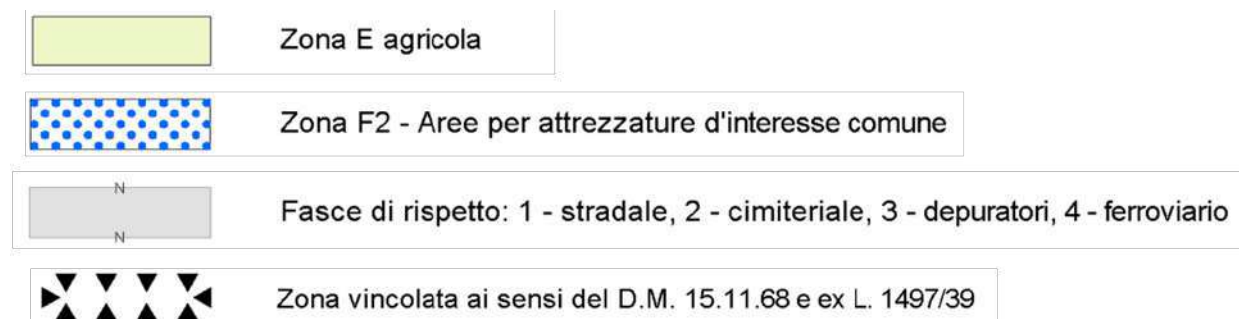 Zona E agricola
Zona F2 - Aree per attrezzature d'interesse comune
N
Fasce di rispetto: 1 - stradale, 2 - cimiteriale, 3 - depuratori, 4 - ferroviario
N
Zona vincolata ai sensi del D.M. 15.11.68 e ex L. 1497/39